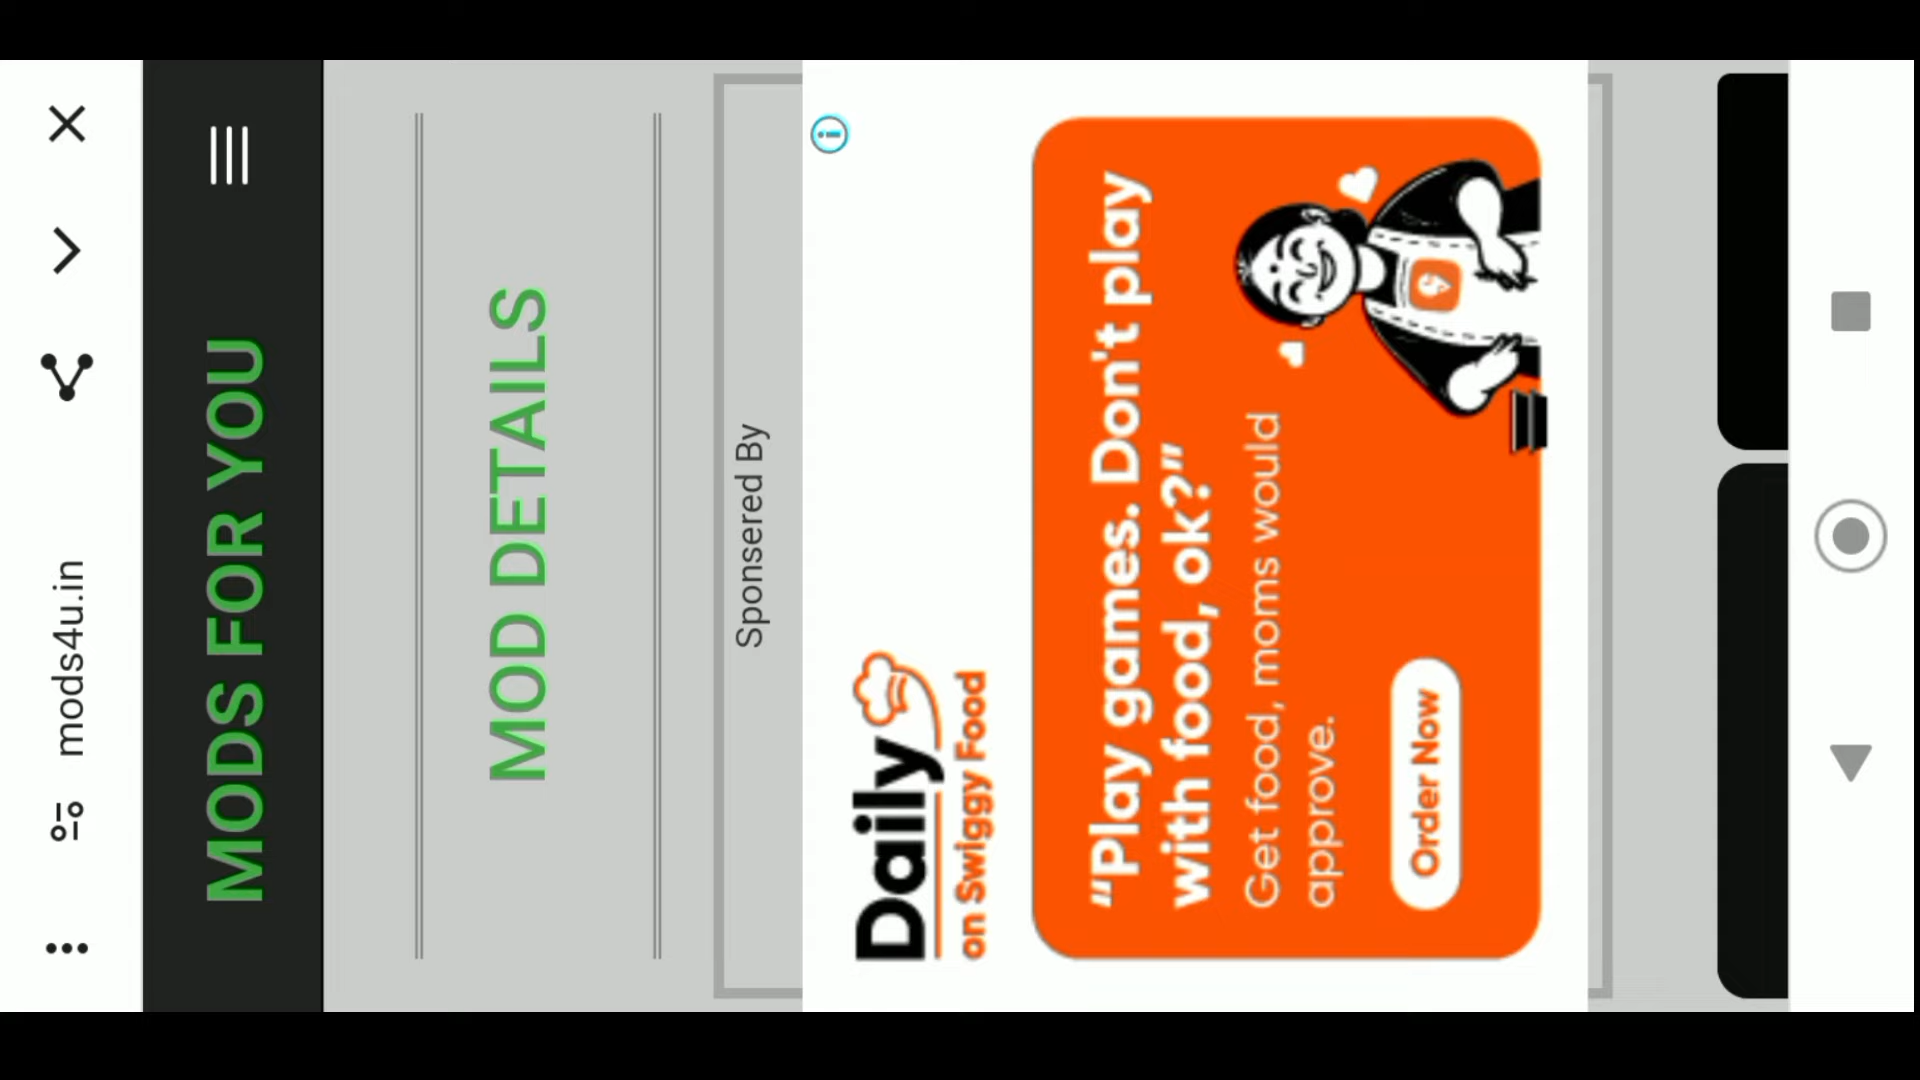 mods4u.in
MODS FOR YOU
MOD DETAILS
Sponsered By
Daily
on Swiggy Food
"Play games. Don't play
with food, ok?"
Get food, moms would
approve.
Order Now